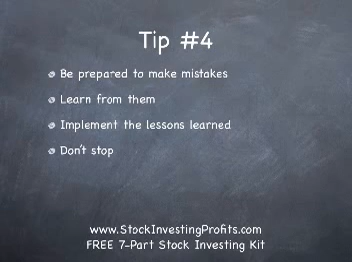 Tip #4
Be prepared to make mistakes
Learn from them
Implement the lessons learned
Don't stop
www.StockInvestingProfits.com
FREE 7-Part Stock Investing Kit